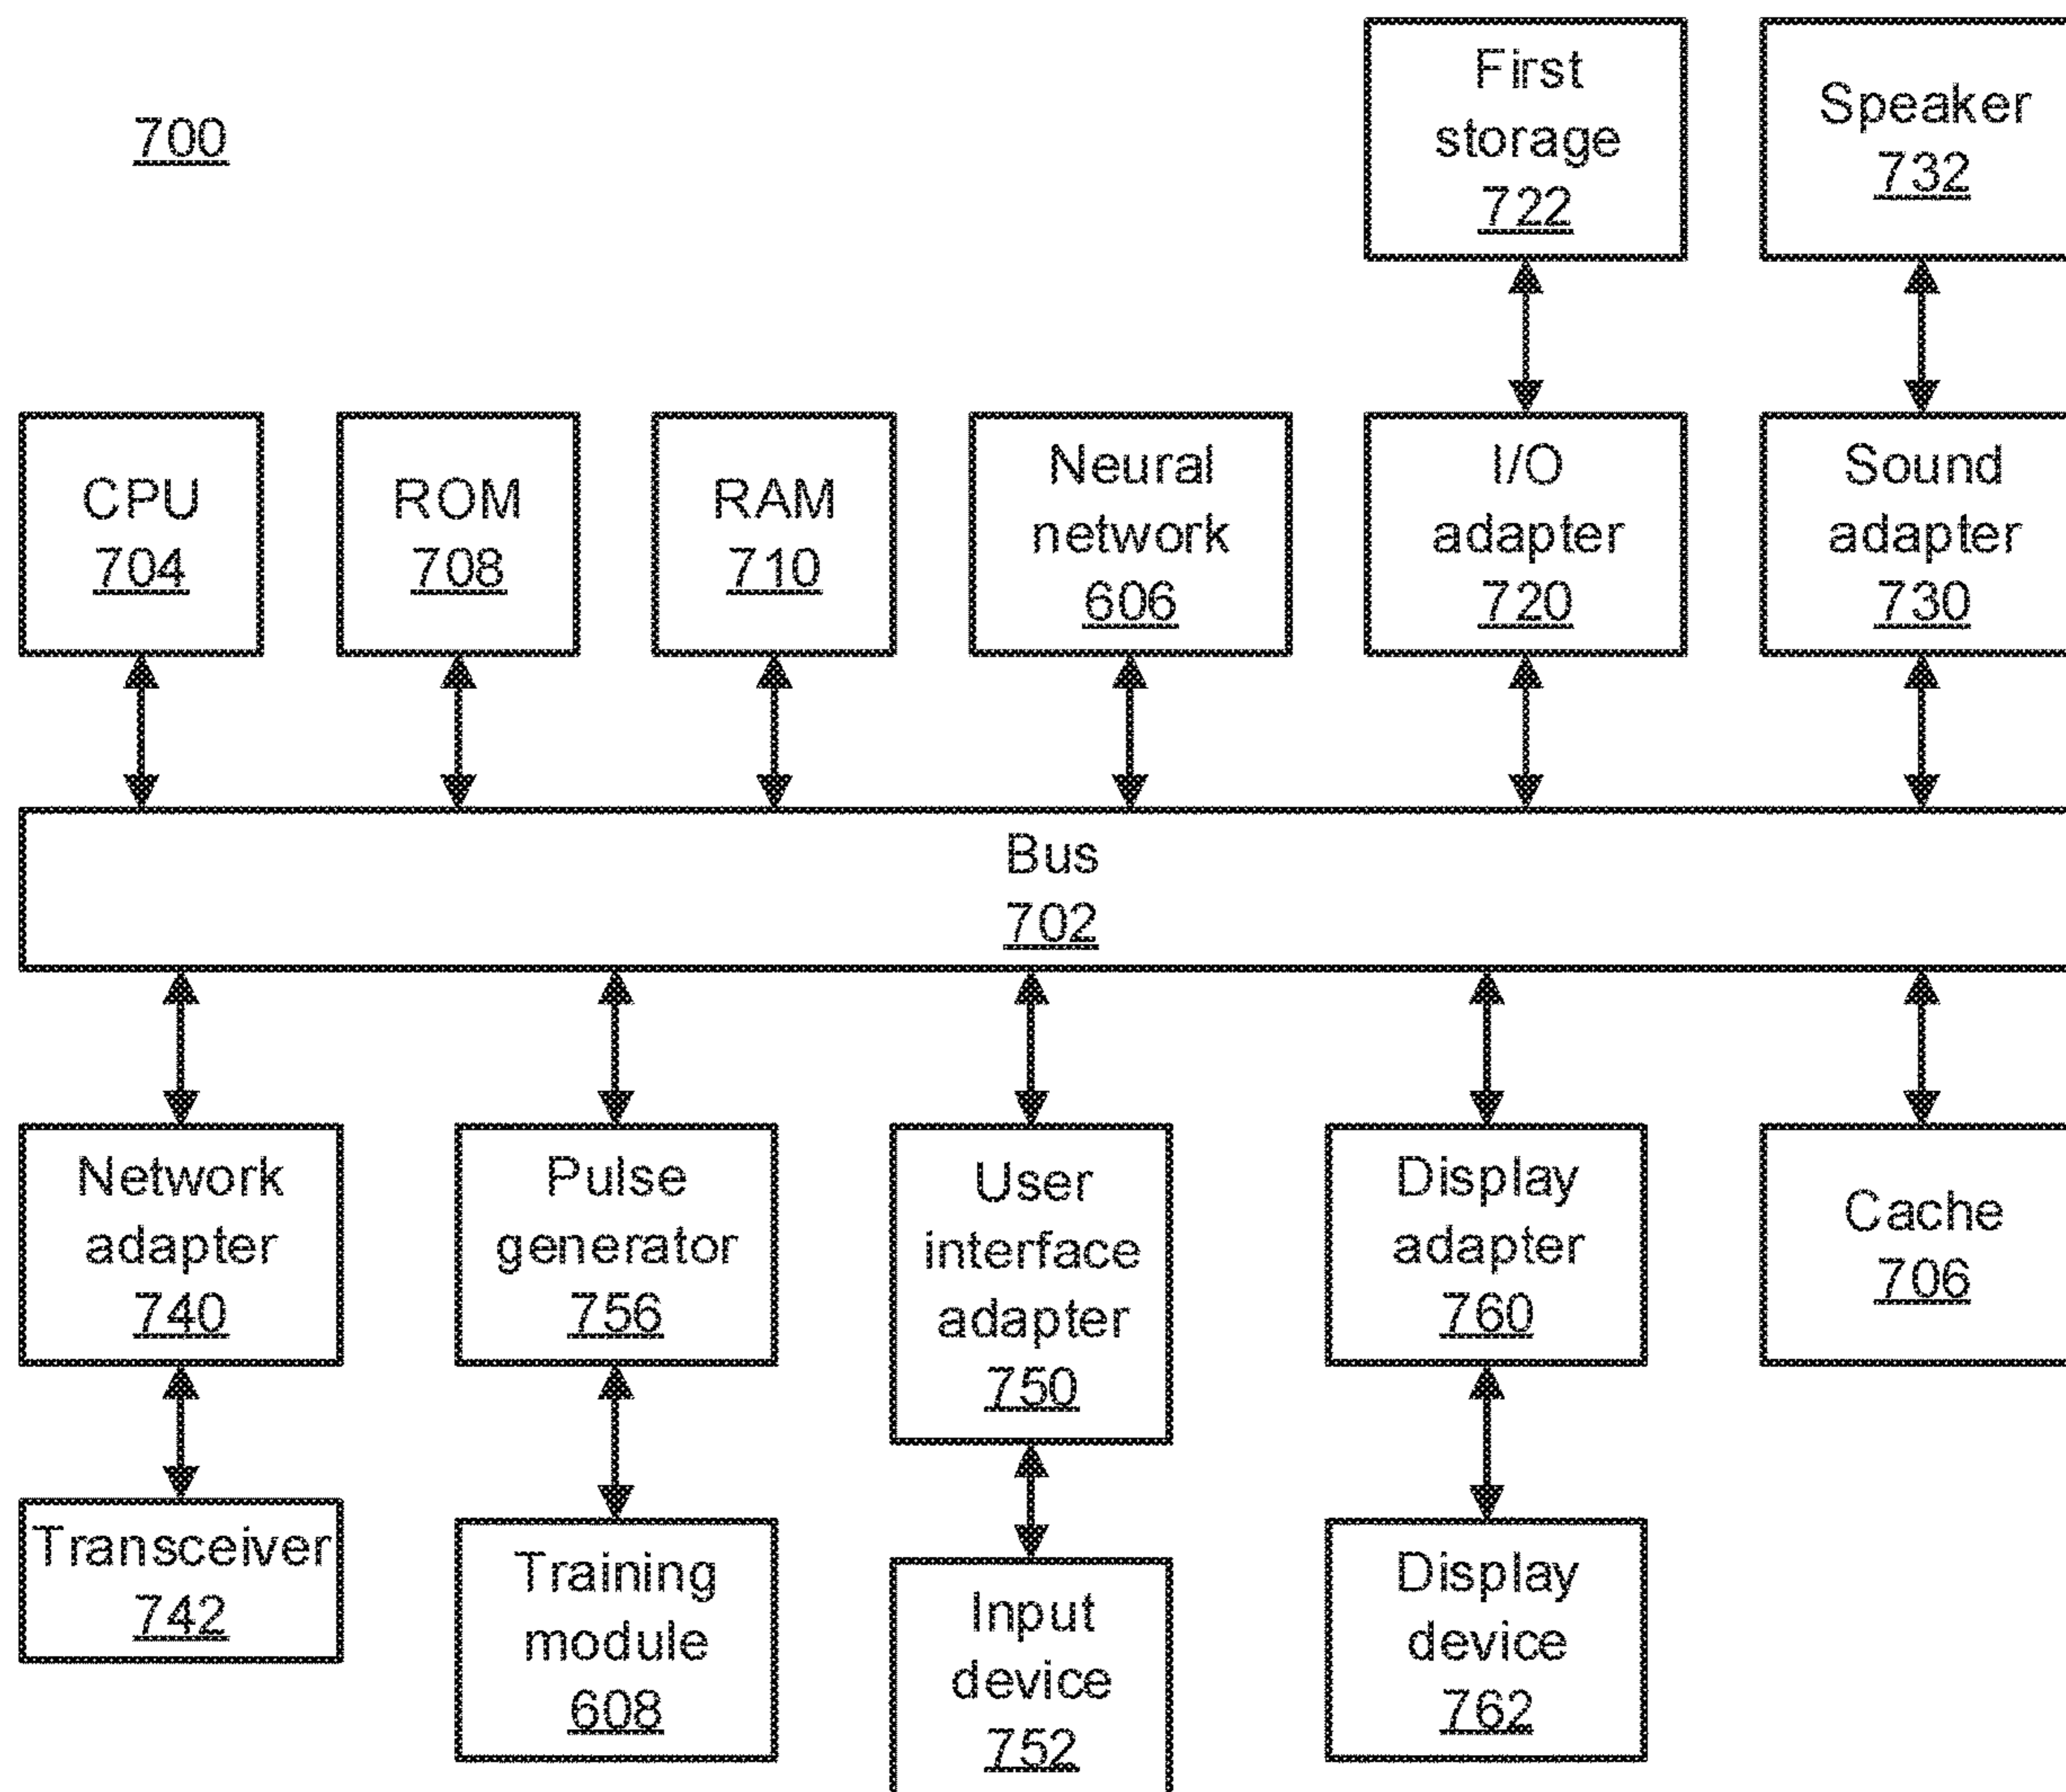 700
First
storage
722
Speaker
732
CPU
704
ROM
708
RAM
710
Neural
network
606
I/O
adapter
720
Sound
adapter
730
Bus
702
Network
adapter
740
Pulse
generator
756
User
interface
adapter
750
Display
adapter
760
Cache
706
Transceiver
742
Training
module
608
Input
device
752
Display
device
762